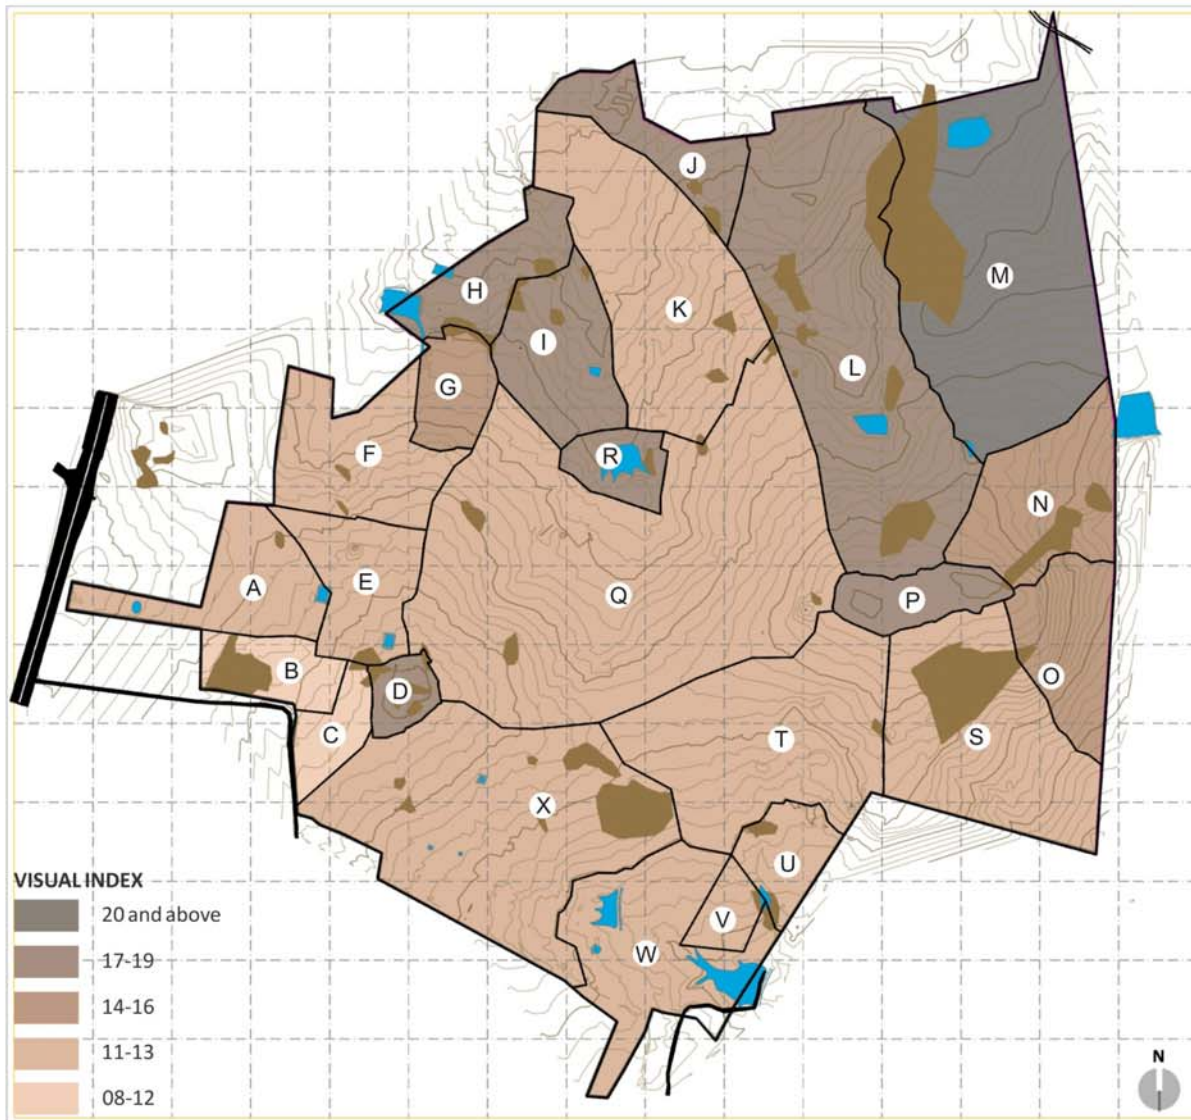 J
M
H
K
I
L
G
F
R
N
A
E
Q
P
B
D
O
C
T
S
X
U
V
W
VISUAL INDEX
20 and above
17-19
14-16
11-13
08-12
N